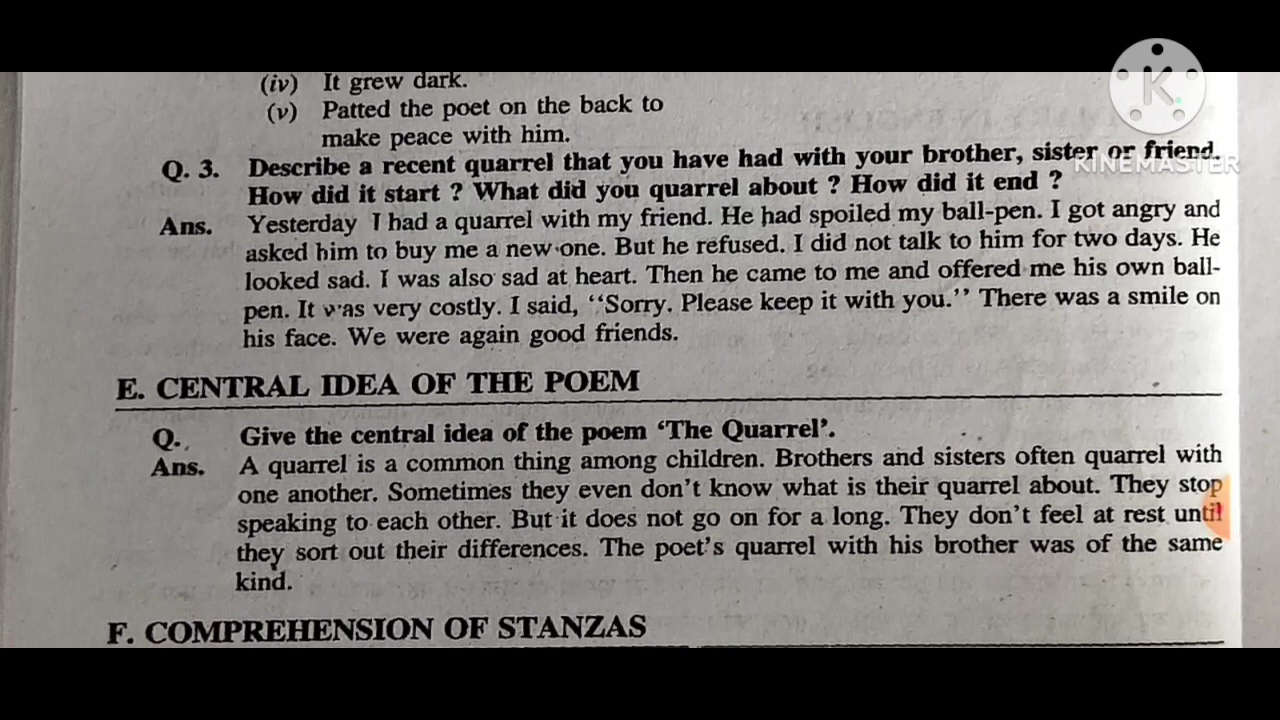 (iv) It grew dark.
(v) Patted the poet on the back to
make peace with him.
Q. 3. Describe a recent quarrel that you have had with your brother, sister or friend.
How did it start ? What did you quarrel about ? How did it end ?
Ans. Yesterday I had a quarrel with my friend. He had spoiled my ball-pen. I got angry and
asked him to buy me a new one. But he refused. I did not talk to him for two days. He
looked sad. I was also sad at heart. Then he came to me and offered me his own ball-
pen. It was very costly. I said, “Sorry. Please keep it with you.” There was a smile on
his face. We were again good friends.
E. CENTRAL IDEA OF THE POEM
Q. Give the central idea of the poem ‘The Quarrel’.
Ans. A quarrel is a common thing among children. Brothers and sisters often quarrel with
one another. Sometimes they even don’t know what is their quarrel about. They stop
speaking to each other. But it does not go on for a long. They don’t feel at rest until
they sort out their differences. The poet’s quarrel with his brother was of the same
kind.
F. COMPREHENSION OF STANZAS
K
KINEMASTER